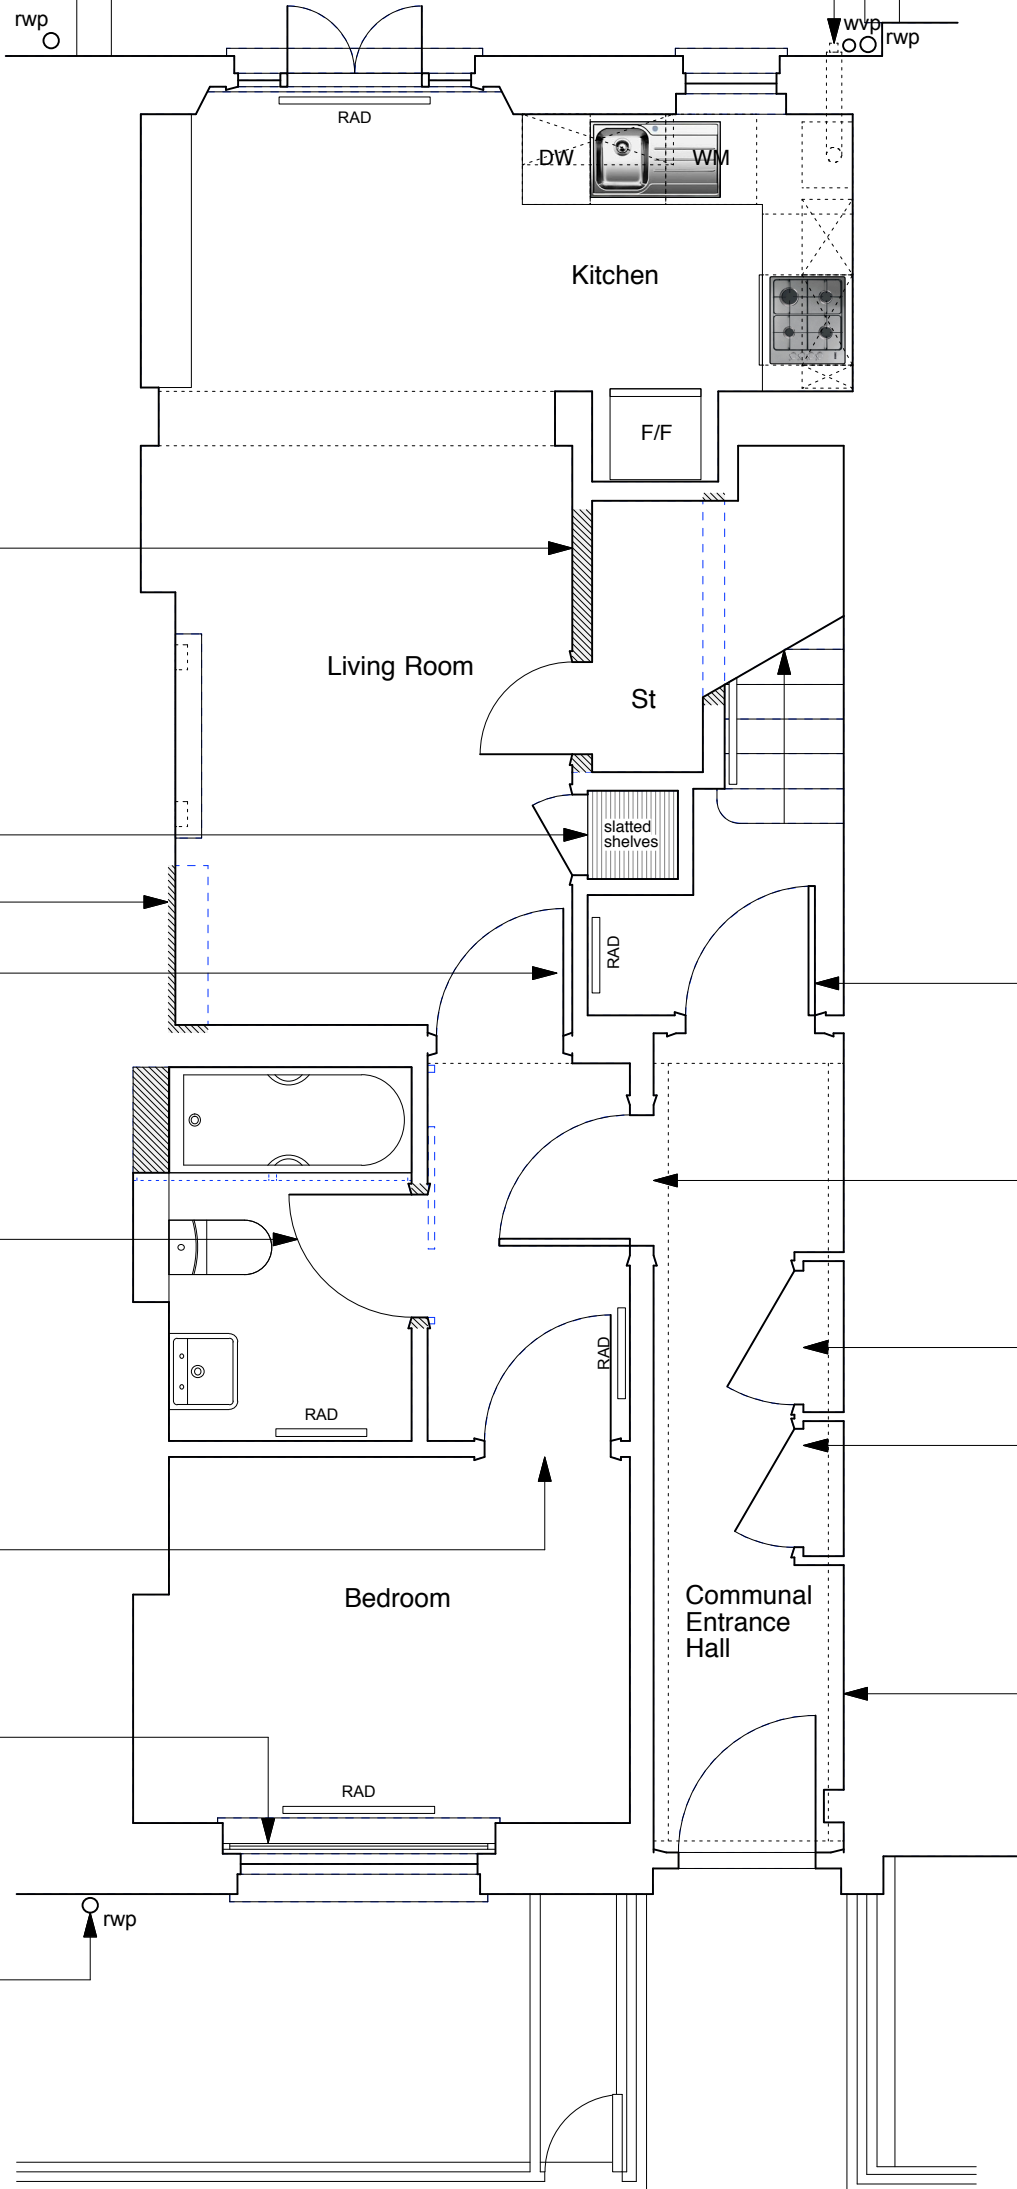 rwp
wvp
rwp
RAD
DW
WM
Kitchen
F/F
Living Room
St
slatted
shelves
RAD
RAD
RAD
Bedroom
Communal
Entrance
Hall
RAD
rwp